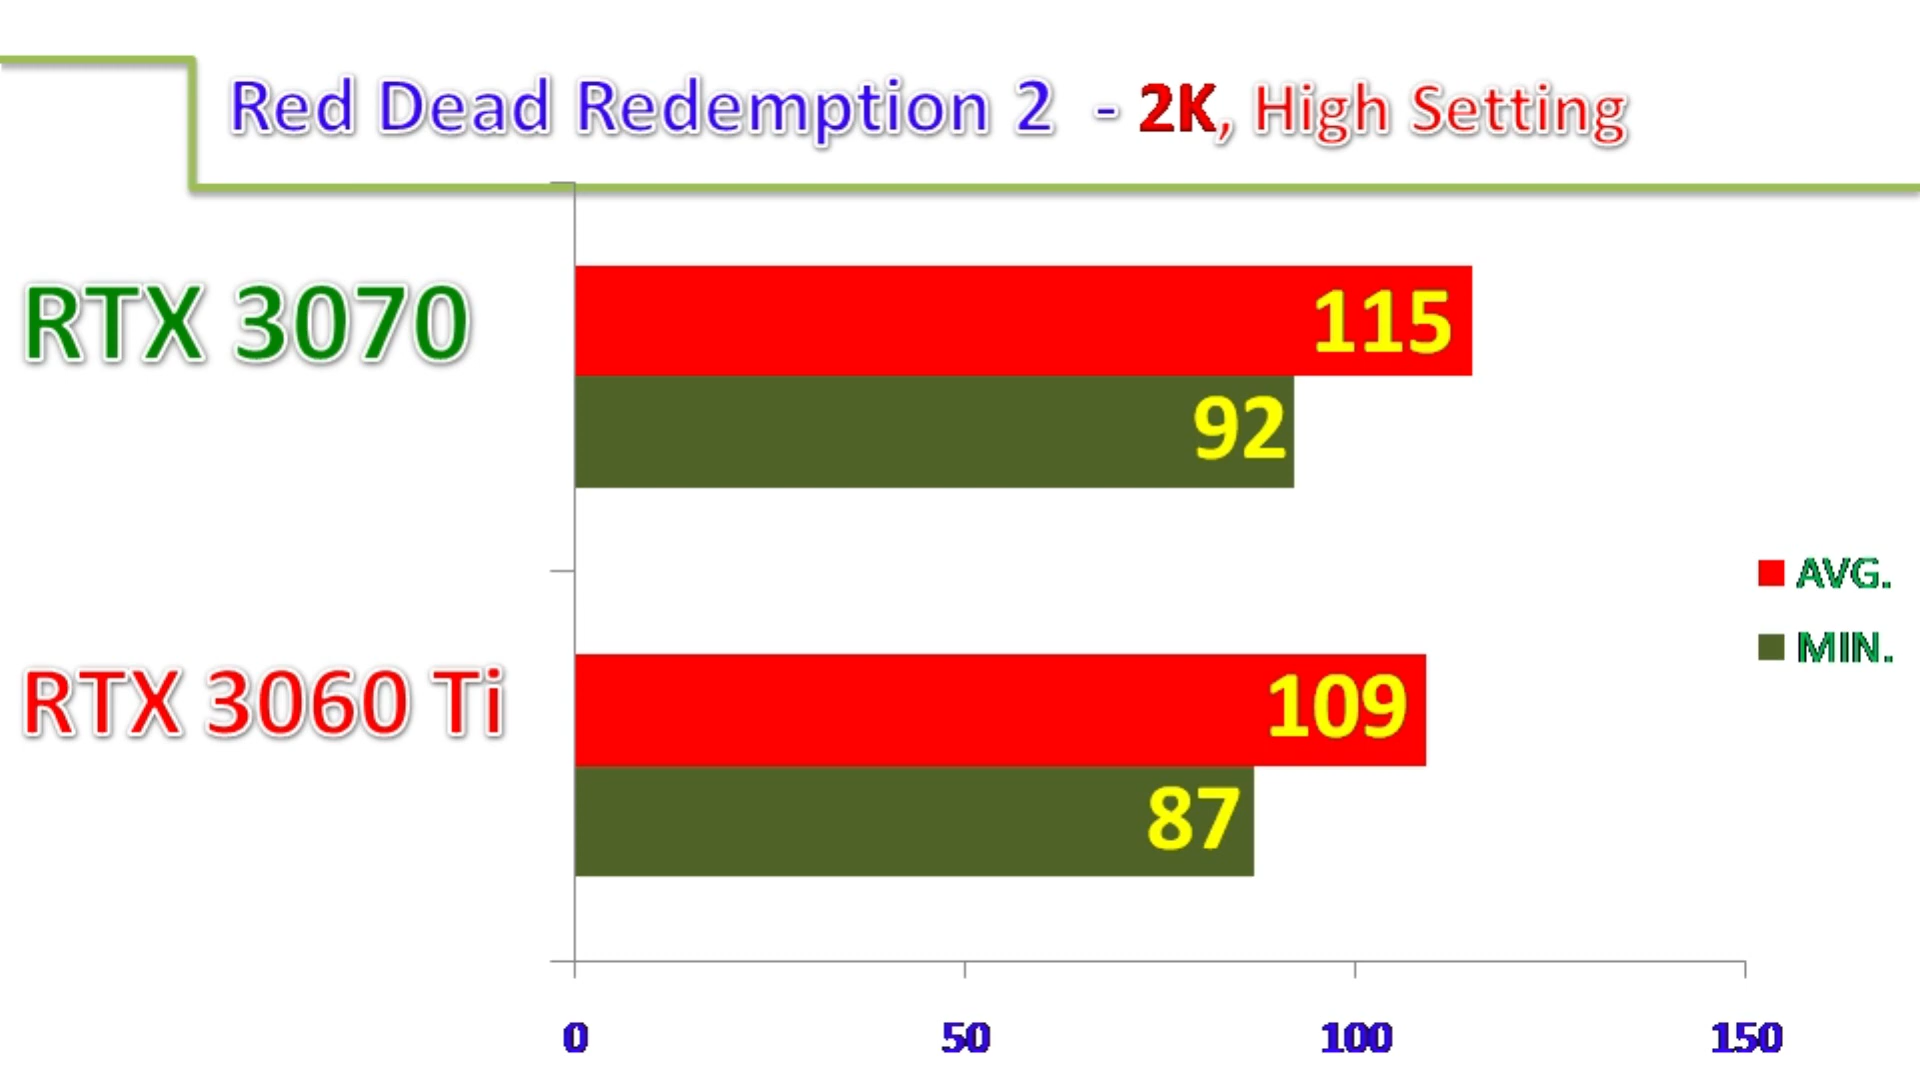 Red Dead Redemption 2 - 2K, High Setting
RTX 3070
115
92
AVG.
MIN.
RTX 3060 Ti
109
87
0 50 100 150